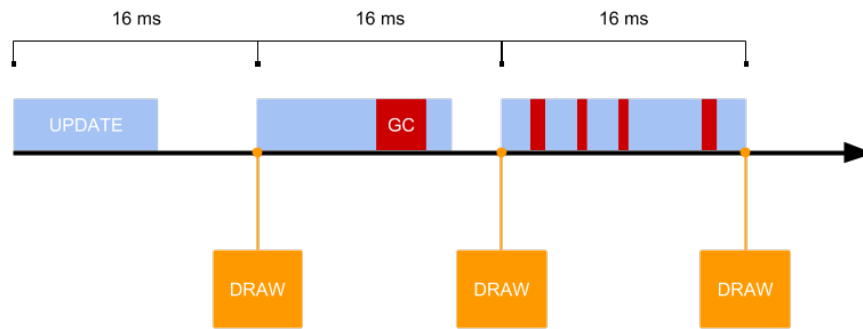 16 ms
16 ms
16 ms
UPDATE
GC
DRAW
DRAW
DRAW